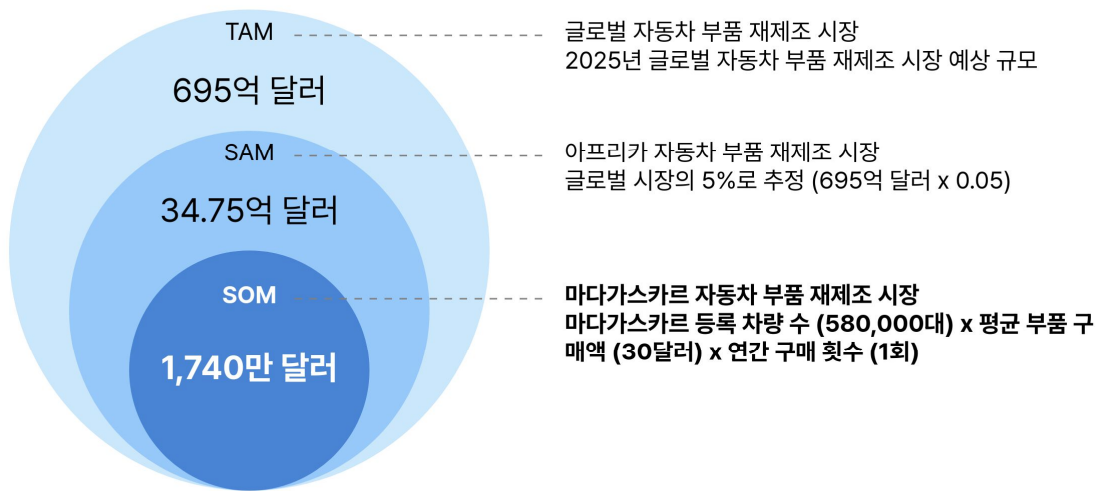 TAM
글로벌 자동차 부품 재제조 시장
2025년 글로벌 자동차 부품 재제조 시장 예상 규모
695억 달러
SAM
아프리카 자동차 부품 재제조 시장
글로벌 시장의 5%로 추정 (695억 달러 x 0.05)
34.75억 달러
SOM
마다가스카르 자동차 부품 재제조 시장
마다가스카르 등록 차량 수 (580,000대) x 평균 부품 구
매액 (30달러) x 연간 구매 횟수 (1회)
1,740만 달러